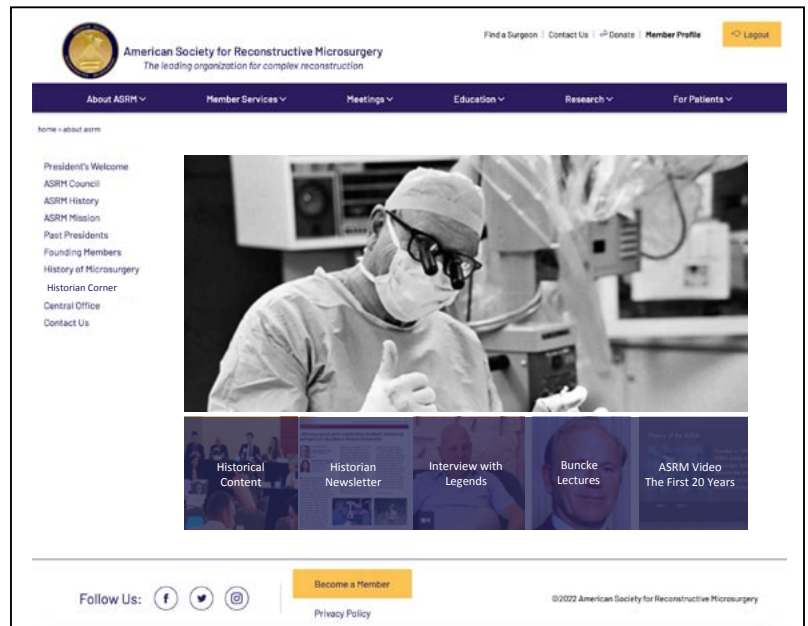 American Society for Reconstructive Microsurgery
The leading organization for complex reconstruction
Find a Surgeon | Contact Us | Donate | Member Profile
Logout
About ASRM Member Services Meetings Education Research For Patients
home » about asrm
President's Welcome
ASRM Council
ASRM History
ASRM Mission
Past Presidents
Founding Members
History of Microsurgery
Historian Corner
Central Office
Contact Us
Historical
Content
Historian
Newsletter
Interview with
Legends
Buncke
Lectures
ASRM Video
The First 20 Years
Follow Us:
Become a Member
Privacy Policy
©2022 American Society for Reconstructive Microsurgery